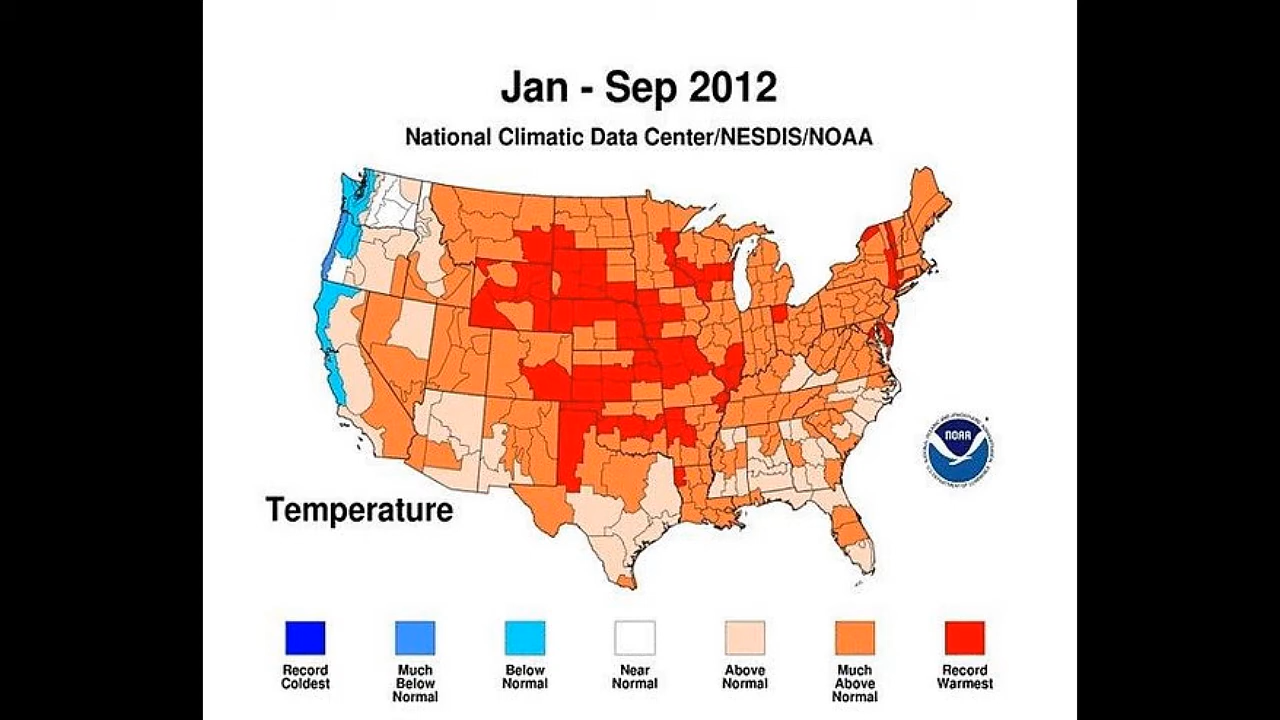 Jan - Sep 2012
National Climatic Data Center/NESDIS/NOAA
NOAA
Temperature
Record
Coldest
Much
Below
Normal
Below
Normal
Near
Normal
Above
Normal
Much
Above
Normal
Record
Warmest